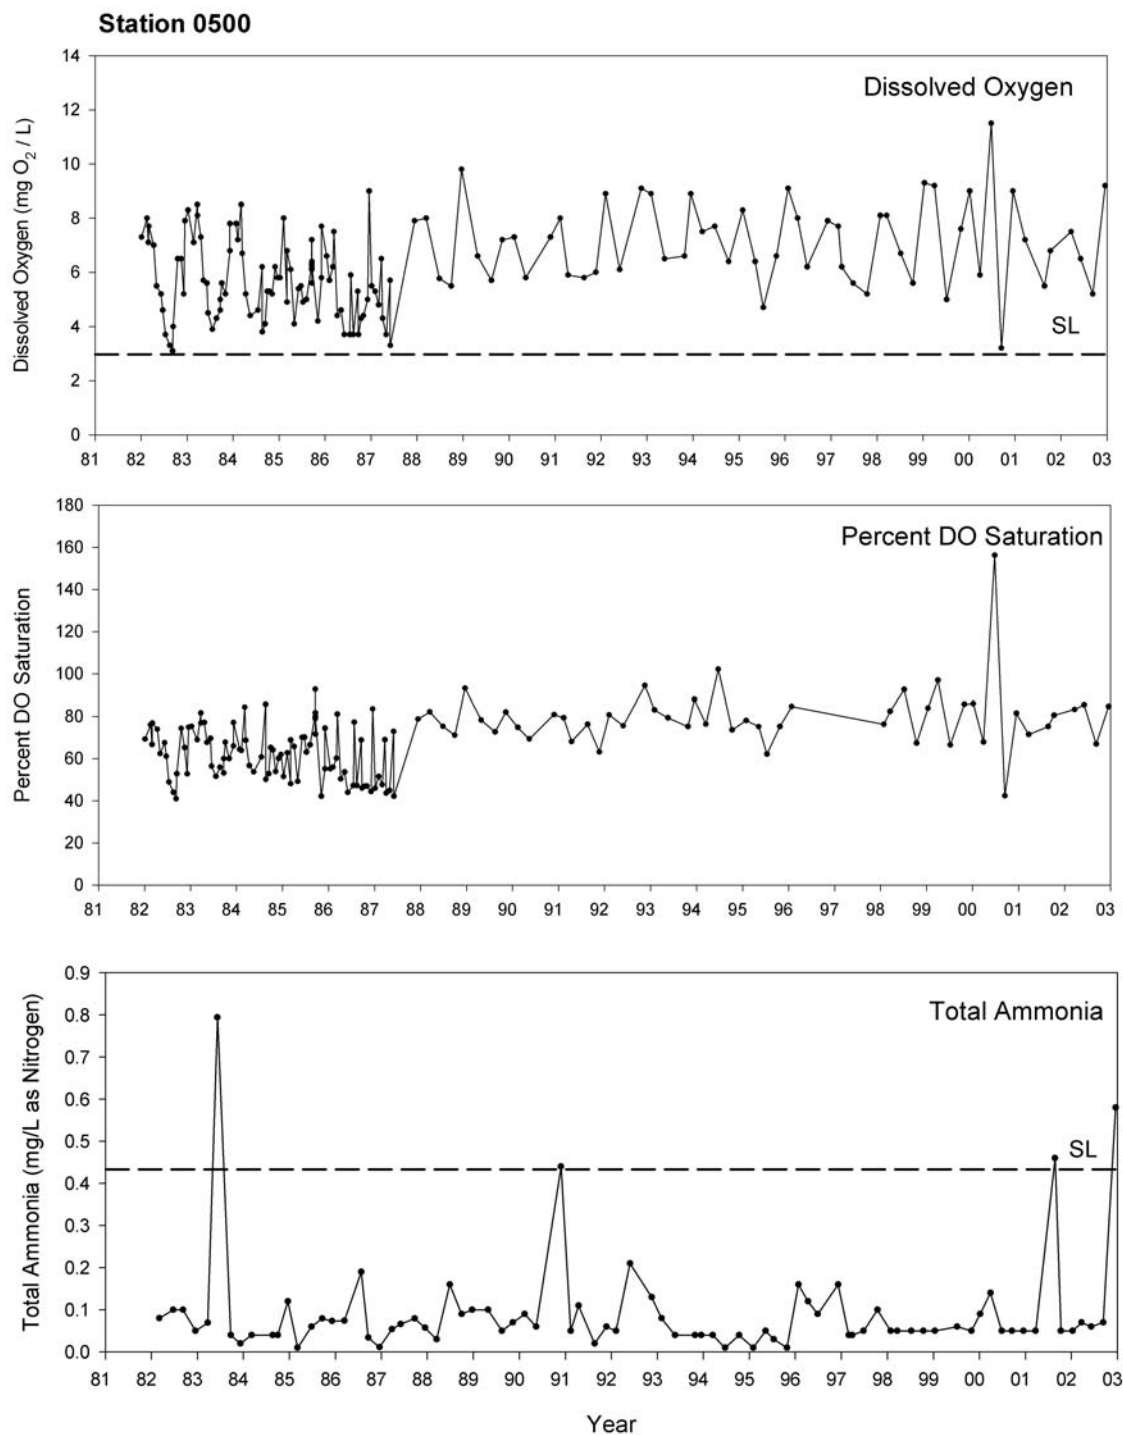 Station 0500
Dissolved Oxygen
Dissolved Oxygen (mg O2 / L)
14
12
10
8
6
4
2
0
SL
81 82 83 84 85 86 87 88 89 90 91 92 93 94 95 96 97 98 99 00 01 02 03
Percent DO Saturation
Percent DO Saturation
180
160
140
120
100
80
60
40
20
0
81 82 83 84 85 86 87 88 89 90 91 92 93 94 95 96 97 98 99 00 01 02 03
Total Ammonia
Total Ammonia (mg/L as Nitrogen)
0.9
0.8
0.7
0.6
0.5
0.4
0.3
0.2
0.1
0.0
SL
81 82 83 84 85 86 87 88 89 90 91 92 93 94 95 96 97 98 99 00 01 02 03
Year